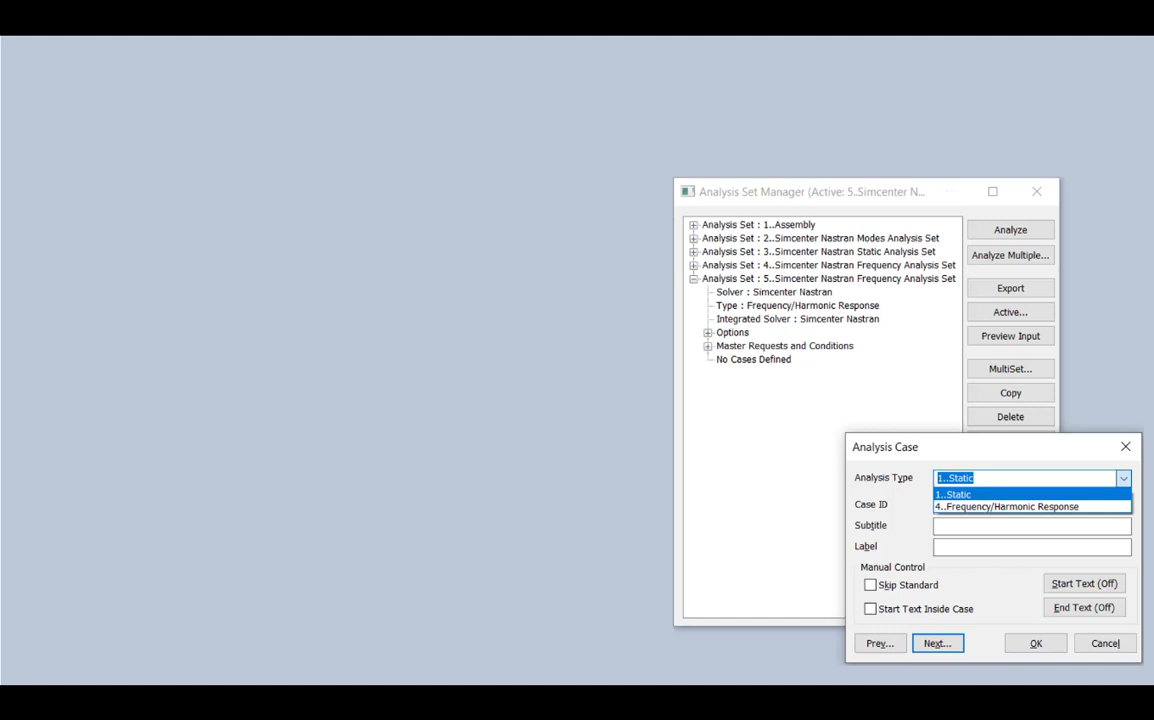 Analysis Set Manager (Active: 5..Simcenter N...
Analysis Set : 1..Assembly
Analysis Set : 2..Simcenter Nastran Modes Analysis Set
Analysis Set : 3..Simcenter Nastran Static Analysis Set
Analysis Set : 4..Simcenter Nastran Frequency Analysis Set
Analysis Set : 5..Simcenter Nastran Frequency Analysis Set
Solver : Simcenter Nastran
Type : Frequency/Harmonic Response
Integrated Solver : Simcenter Nastran
Options
Master Requests and Conditions
No Cases Defined
Analyze
Analyze Multiple...
Export
Active...
Preview Input
MultiSet...
Copy
Delete
Analysis Case
Analysis Type
1..Static
1..Static
4..Frequency/Harmonic Response
Case ID
Subtitle
Label
Manual Control
Skip Standard
Start Text (Off)
Start Text Inside Case
End Text (Off)
Prev...
Next...
OK
Cancel